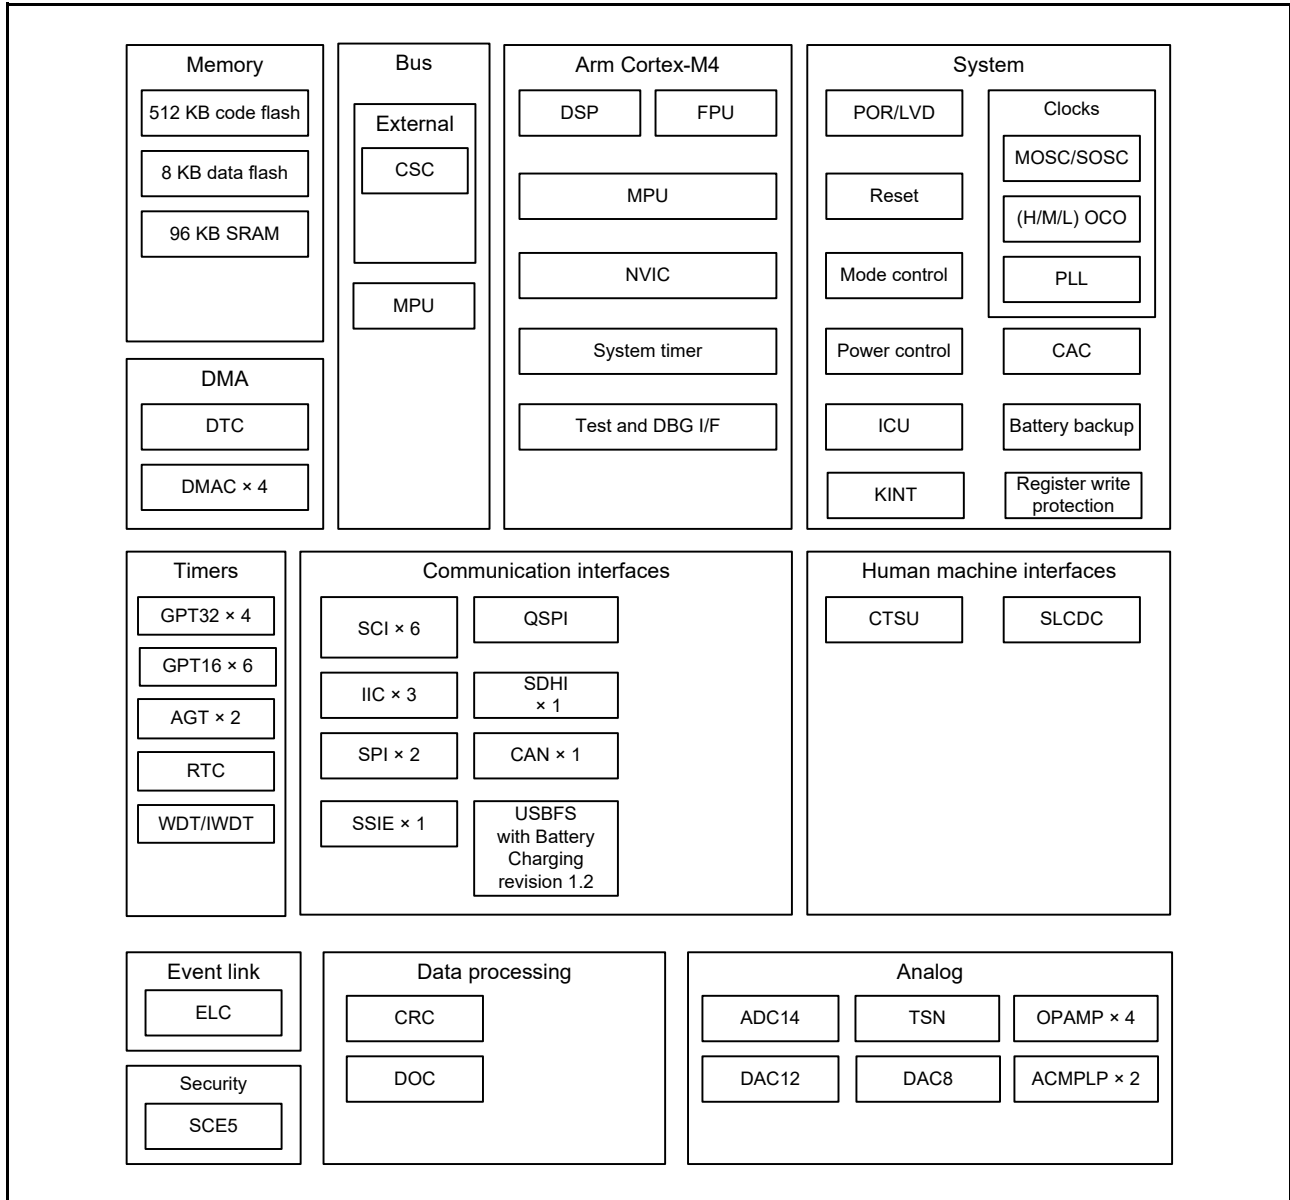 Memory
512 KB code flash
8 KB data flash
96 KB SRAM
DMA
DTC
DMAC × 4
Bus
External
CSC
MPU
Arm Cortex-M4
DSP
FPU
MPU
NVIC
System timer
Test and DBG I/F
System
POR/LVD
Reset
Mode control
Power control
ICU
KINT
Clocks
MOSC/SOSC
(H/M/L) OCO
PLL
CAC
Battery backup
Register write
protection
Timers
GPT32 × 4
GPT16 × 6
AGT × 2
RTC
WDT/IWDT
Communication interfaces
SCI × 6
IIC × 3
SPI × 2
SSIE × 1
QSPI
SDHI
× 1
CAN × 1
USBFS
with Battery
Charging
revision 1.2
Human machine interfaces
CTSU
SLCDC
Event link
ELC
Security
SCE5
Data processing
CRC
DOC
Analog
ADC14
TSN
OPAMP × 4
DAC12
DAC8
ACMPLP × 2